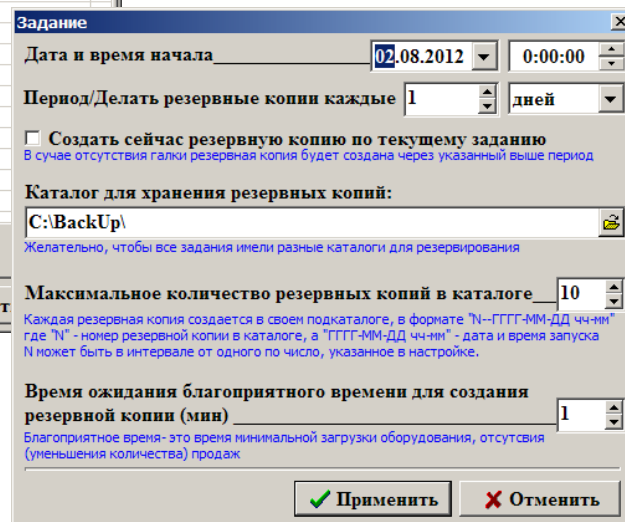 Задание
Дата и время начала 02.08.2012 0:00:00
Период/Делать резервные копии каждые 1 дней
Создать сейчас резервную копию по текущему заданию
В сучае отсутствия галки резервная копия будет создана через указанный выше период
Каталог для хранения резервных копий:
C:\BackUp\
Желательно, чтобы все задания имели разные каталоги для резервирования
Максимальное количество резервных копий в каталоге 10
Каждая резервная копия создается в своем подкаталоге, в формате "N--ГГГГ-ММ-ДД чч-мм"
где "N" - номер резервной копии в каталоге, а "ГГГГ-ММ-ДД чч-мм" - дата и время запуска
N может быть в интервале от одного по число, указанное в настройке.
Время ожидания благоприятного времени для создания
резервной копии (мин) 1
Благоприятное время- это время минимальной загрузки оборудования, отсутсвия
(уменьшения количества) продаж
Применить Отменить